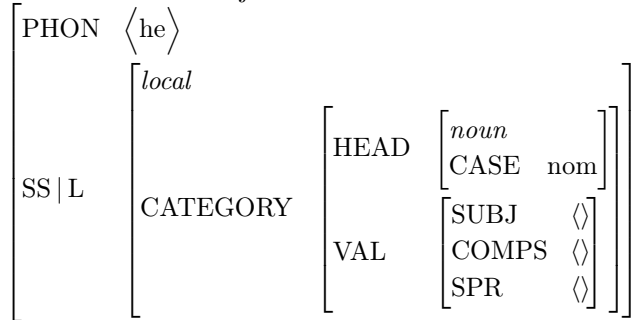 PHON ⟨he⟩
local
HEAD noun
CASE nom
SS | L
CATEGORY
SUBJ ⟨⟩
VAL COMPS ⟨⟩
SPR ⟨⟩